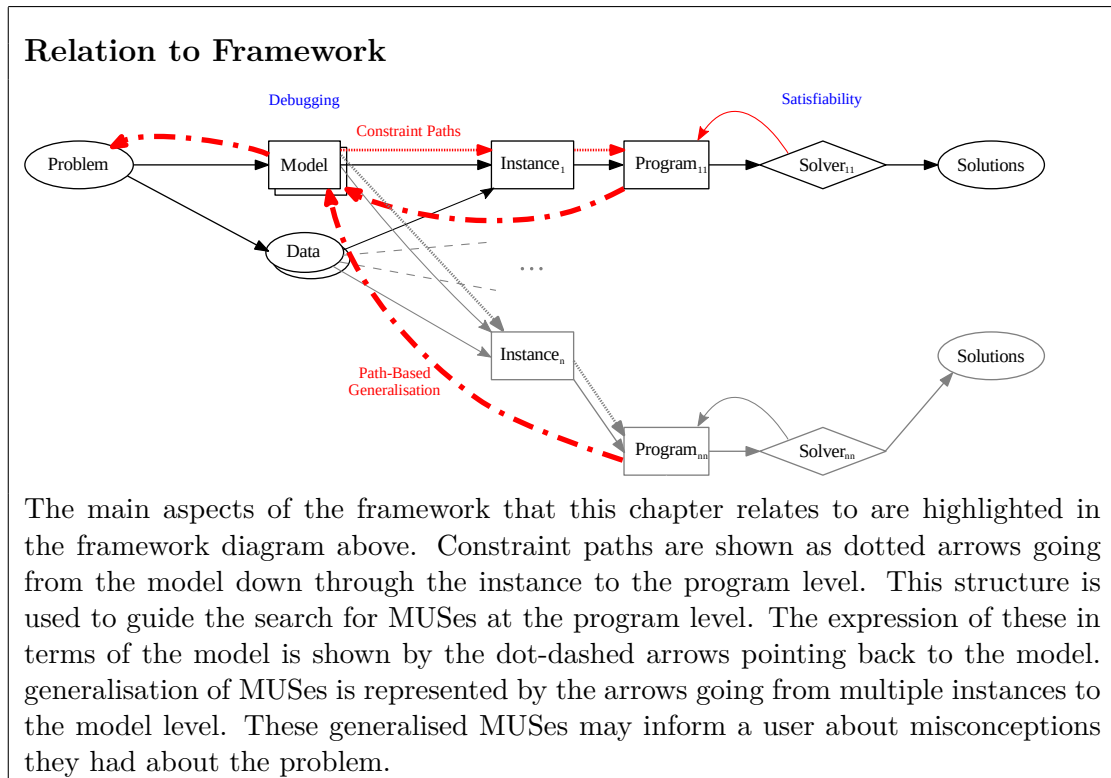 Relation to Framework
Debugging
Satisfiability
Constraint Paths
Problem
Model
Instance₁
Program₁₁
Solver₁₁
Solutions
Data
...
Instanceₙ
Solutions
Path-Based
Generalisation
Programₙₙ
Solverₙₙ
The main aspects of the framework that this chapter relates to are highlighted in
the framework diagram above. Constraint paths are shown as dotted arrows going
from the model down through the instance to the program level. This structure is
used to guide the search for MUSes at the program level. The expression of these in
terms of the model is shown by the dot-dashed arrows pointing back to the model.
generalisation of MUSes is represented by the arrows going from multiple instances to
the model level. These generalised MUSes may inform a user about misconceptions
they had about the problem.